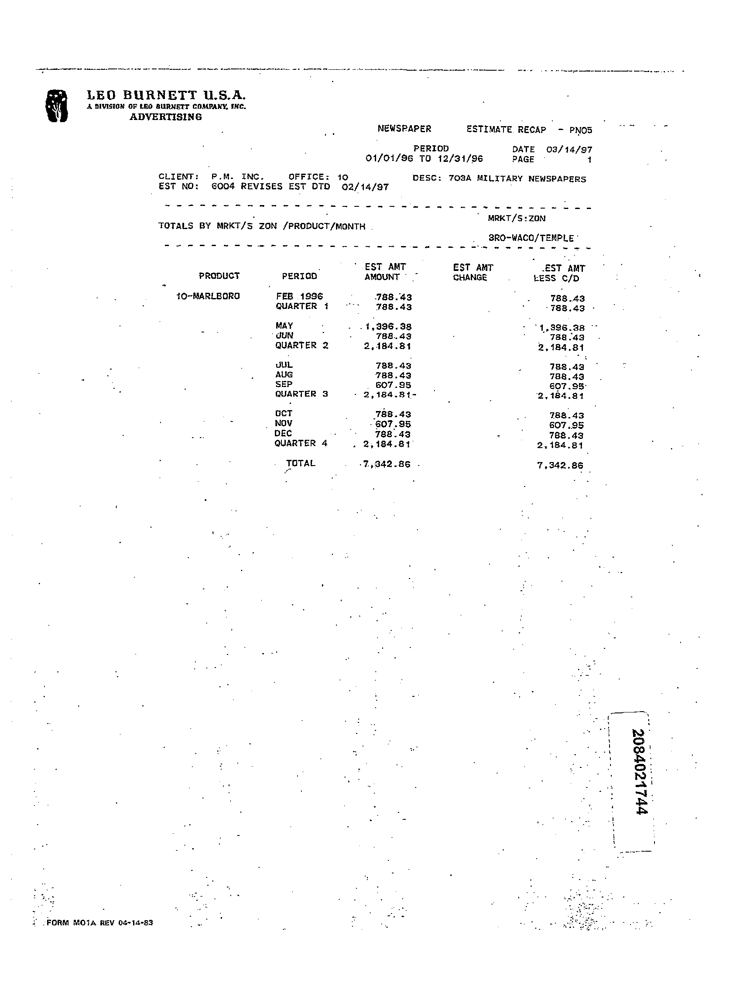 LEO BURNETT U.S.A.
A DIVISION OF LEO BURNETT COMPANY, INC.
ADVERTISING
NEWSPAPER ESTIMATE RECAP - PN05
PERIOD DATE 03/14/97
01/01/96 TO 12/31/96 PAGE 1
CLIENT: P.M. INC. OFFICE: 10 DESC: 703A MILITARY NEWSPAPERS
EST NO: 6004 REVISES EST DTD 02/14/97
MRKT/S:ZON
TOTALS BY MRKT/S ZON /PRODUCT/MONTH
3RO-WACO/TEMPLE
EST AMT EST AMT EST AMT
PRODUCT PERIOD AMOUNT CHANGE LESS C/D
10-MARLBORO FEB 1996 788.43 788.43
QUARTER 1 788.43 788.43
MAY 1,396.38 1,396.38
JUN 788.43 788.43
QUARTER 2 2,184.81 2,184.81
JUL 788.43 788.43
AUG 788.43 788.43
SEP 607.95 607.95
QUARTER 3 2,184.81 2,184.81
OCT 788.43 788.43
NOV 607.95 607.95
DEC 788.43 788.43
QUARTER 4 2,184.81 2,184.81
TOTAL 7,342.86 7,342.86
2084021744
FORM MO1A REV 04-14-83